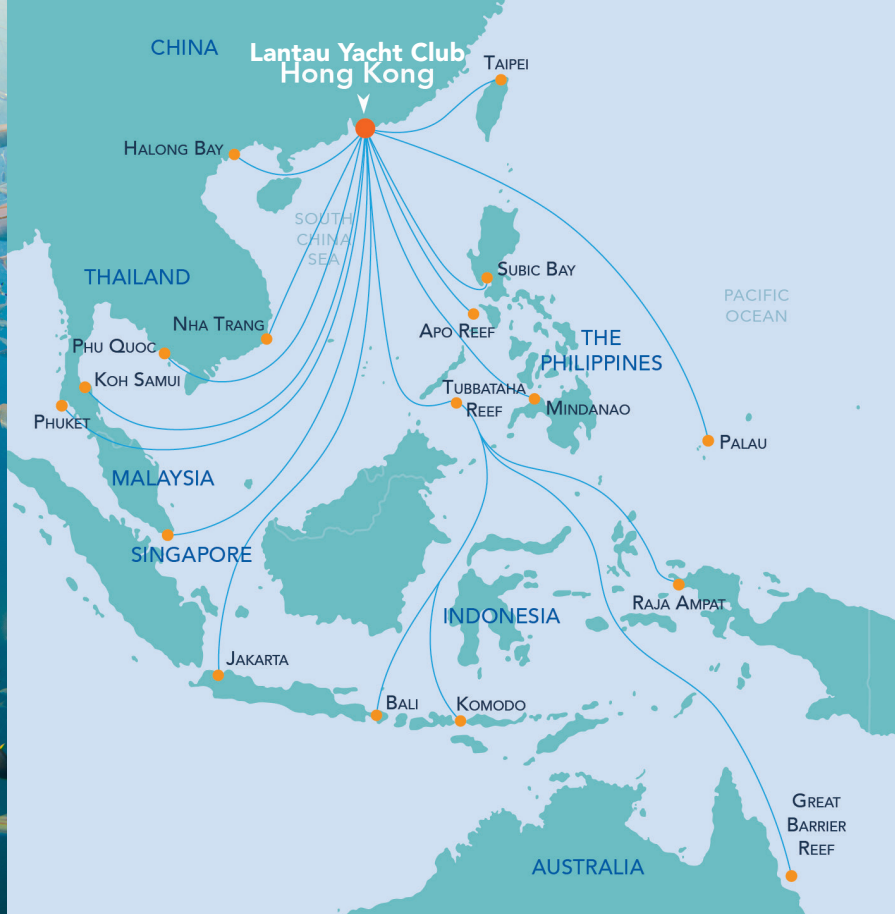 CHINA
Lantau Yacht Club
Hong Kong
TAIPEI
HALONG BAY
SOUTH
CHINA
SEA
SUBIC BAY
THAILAND
PACIFIC
OCEAN
NHA TRANG
APO REEF
THE
PHILIPPINES
PHU QUOC
KOH SAMUI
TUBBATAHA
REEF
MINDANAO
PHUKET
PALAU
MALAYSIA
SINGAPORE
RAJA AMPAT
INDONESIA
JAKARTA
BALI
KOMODO
GREAT
BARRIER
REEF
AUSTRALIA